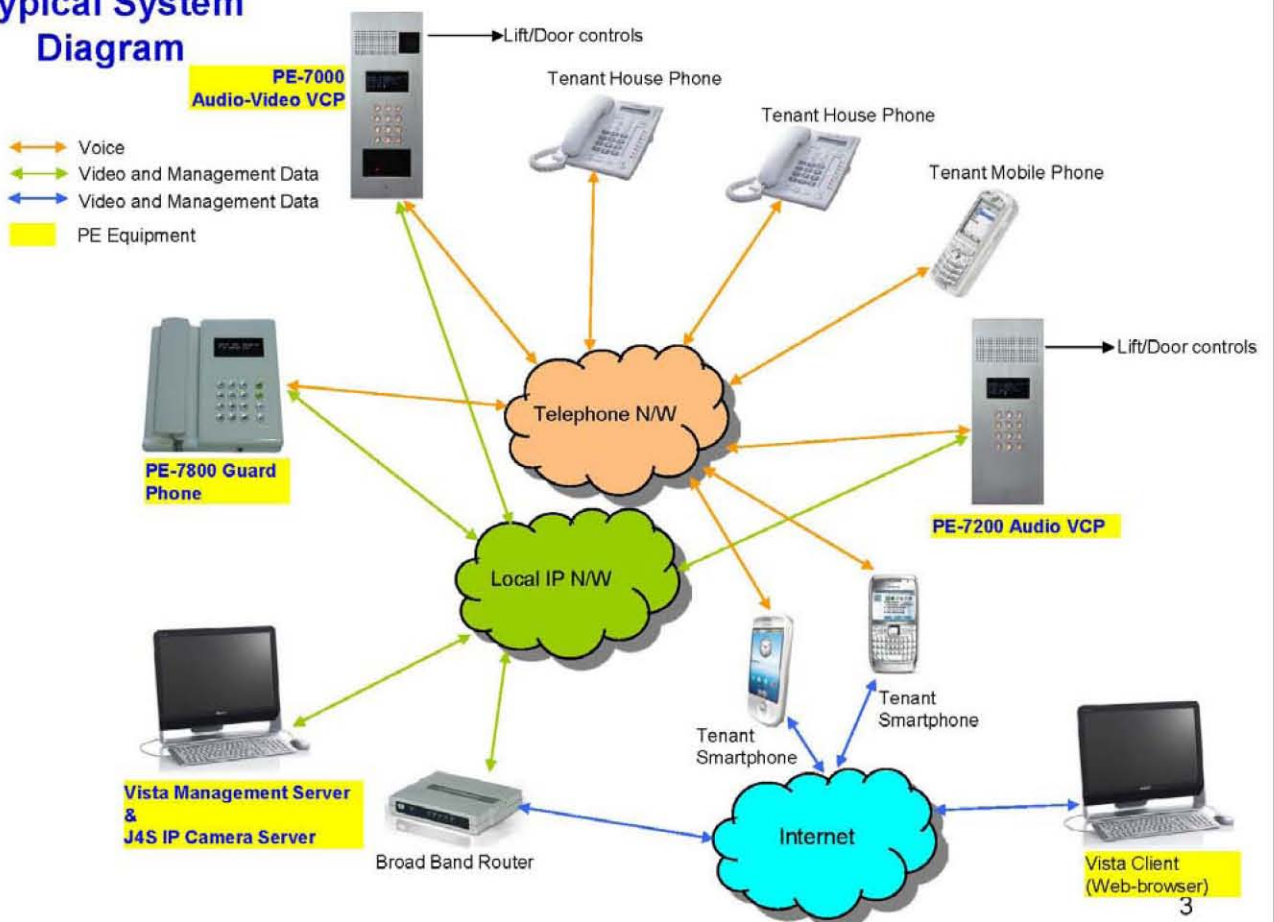 System
Diagram
PE-7000
Audio-Video VCP
Lift/Door controls
Tenant House Phone
Tenant House Phone
Tenant Mobile Phone
Voice
Video and Management Data
Video and Management Data
PE Equipment
Lift/Door controls
Telephone N/W
PE-7800 Guard
Phone
PE-7200 Audio VCP
Local IP N/W
Tenant
Smartphone
Tenant
Smartphone
Vista Management Server
&
J4S IP Camera Server
Broad Band Router
Internet
Vista Client
(Web-browser)
3